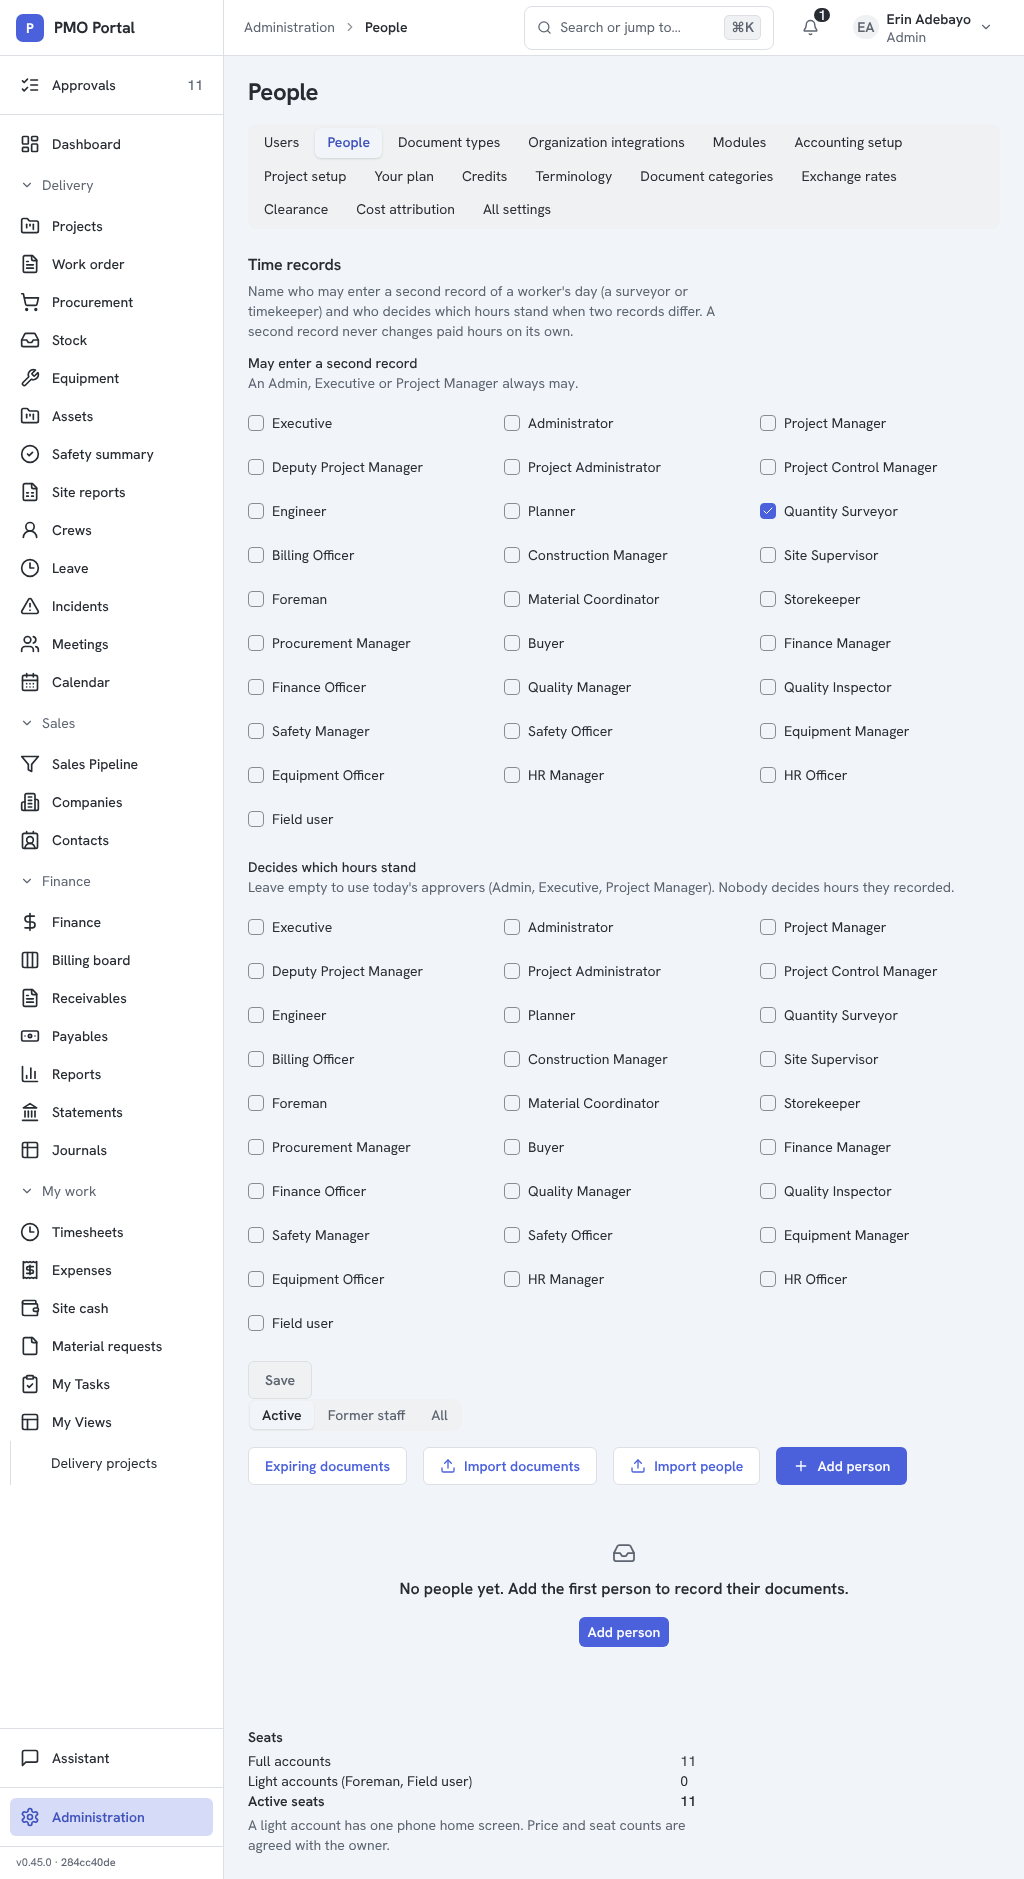 P PMO Portal
Administration > People
Search or jump to... ⌘K
1
EA Erin Adebayo
Admin
Approvals 11
Dashboard
Delivery
Projects
Work order
Procurement
Stock
Equipment
Assets
Safety summary
Site reports
Crews
Leave
Incidents
Meetings
Calendar
Sales
Sales Pipeline
Companies
Contacts
Finance
Finance
Billing board
Receivables
Payables
Reports
Statements
Journals
My work
Timesheets
Expenses
Site cash
Material requests
My Tasks
My Views
Delivery projects
Assistant
Administration
v0.45.0 · 284cc40de
People
Users People Document types Organization integrations Modules Accounting setup
Project setup Your plan Credits Terminology Document categories Exchange rates
Clearance Cost attribution All settings
Time records
Name who may enter a second record of a worker's day (a surveyor or
timekeeper) and who decides which hours stand when two records differ. A
second record never changes paid hours on its own.
May enter a second record
An Admin, Executive or Project Manager always may.
Executive Administrator Project Manager
Deputy Project Manager Project Administrator Project Control Manager
Engineer Planner Quantity Surveyor
Billing Officer Construction Manager Site Supervisor
Foreman Material Coordinator Storekeeper
Procurement Manager Buyer Finance Manager
Finance Officer Quality Manager Quality Inspector
Safety Manager Safety Officer Equipment Manager
Equipment Officer HR Manager HR Officer
Field user
Decides which hours stand
Leave empty to use today's approvers (Admin, Executive, Project Manager). Nobody decides hours they recorded.
Executive Administrator Project Manager
Deputy Project Manager Project Administrator Project Control Manager
Engineer Planner Quantity Surveyor
Billing Officer Construction Manager Site Supervisor
Foreman Material Coordinator Storekeeper
Procurement Manager Buyer Finance Manager
Finance Officer Quality Manager Quality Inspector
Safety Manager Safety Officer Equipment Manager
Equipment Officer HR Manager HR Officer
Field user
Save
Active Former staff All
Expiring documents Import documents Import people + Add person
No people yet. Add the first person to record their documents.
Add person
Seats
Full accounts 11
Light accounts (Foreman, Field user) 0
Active seats 11
A light account has one phone home screen. Price and seat counts are
agreed with the owner.